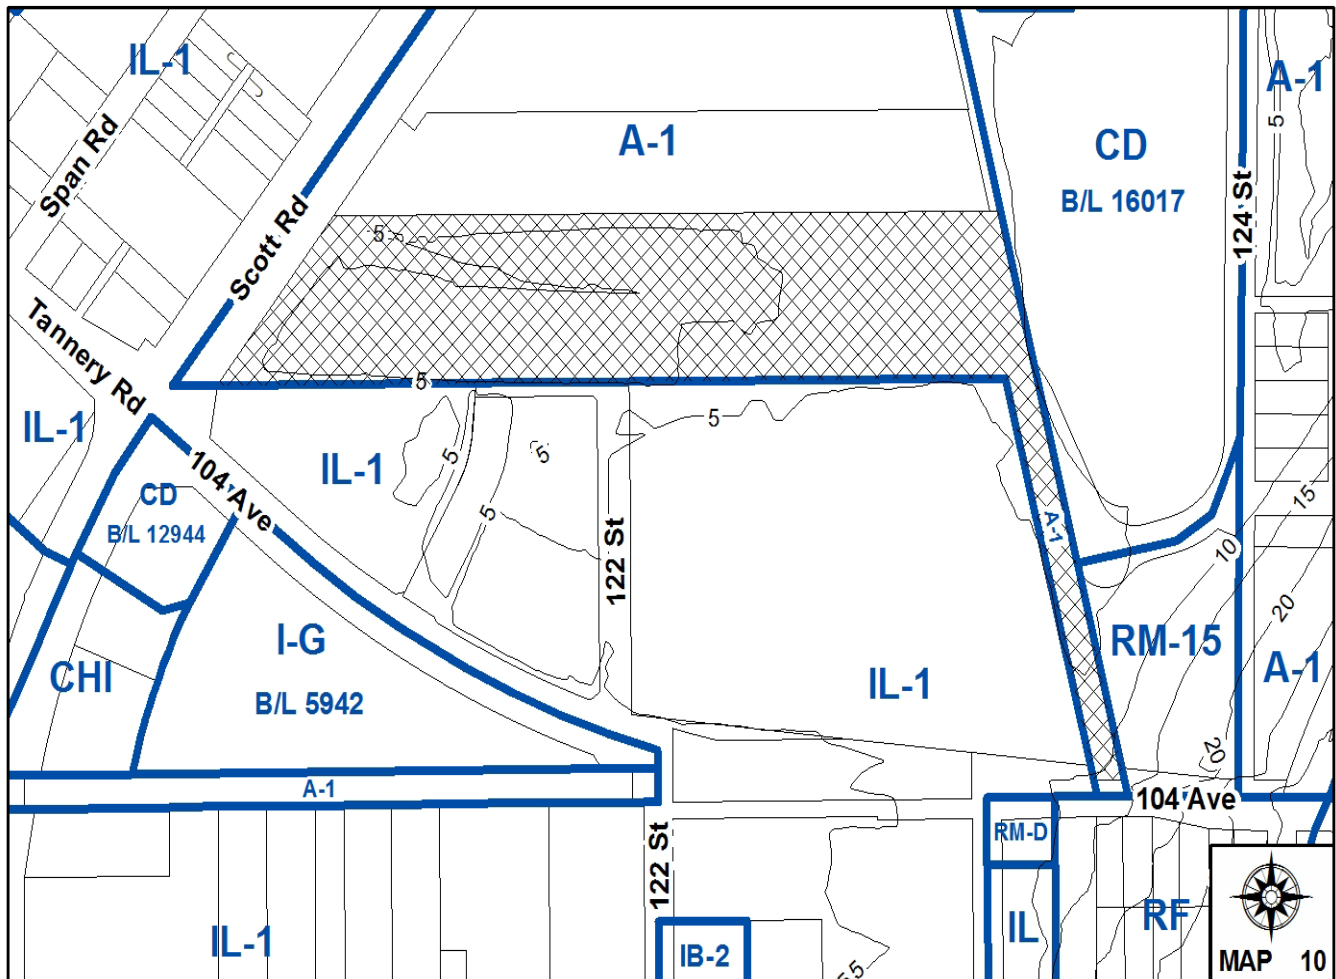 IL-1
A-1
5
Span Rd
A-1
CD
B/L 16017
124 St
Scott Rd
5
Tannery Rd
5
IL-1
5
5
5
5
IL-1
104 Ave
CD
B/L 12944
15
A-1
10
122 St
20
I-G
B/L 5942
CHI
IL-1
RM-15
A-1
20
A-1
104 Ave
122 St
RM-D
IL-1
IB-2
IL
RF
55
MAP 10